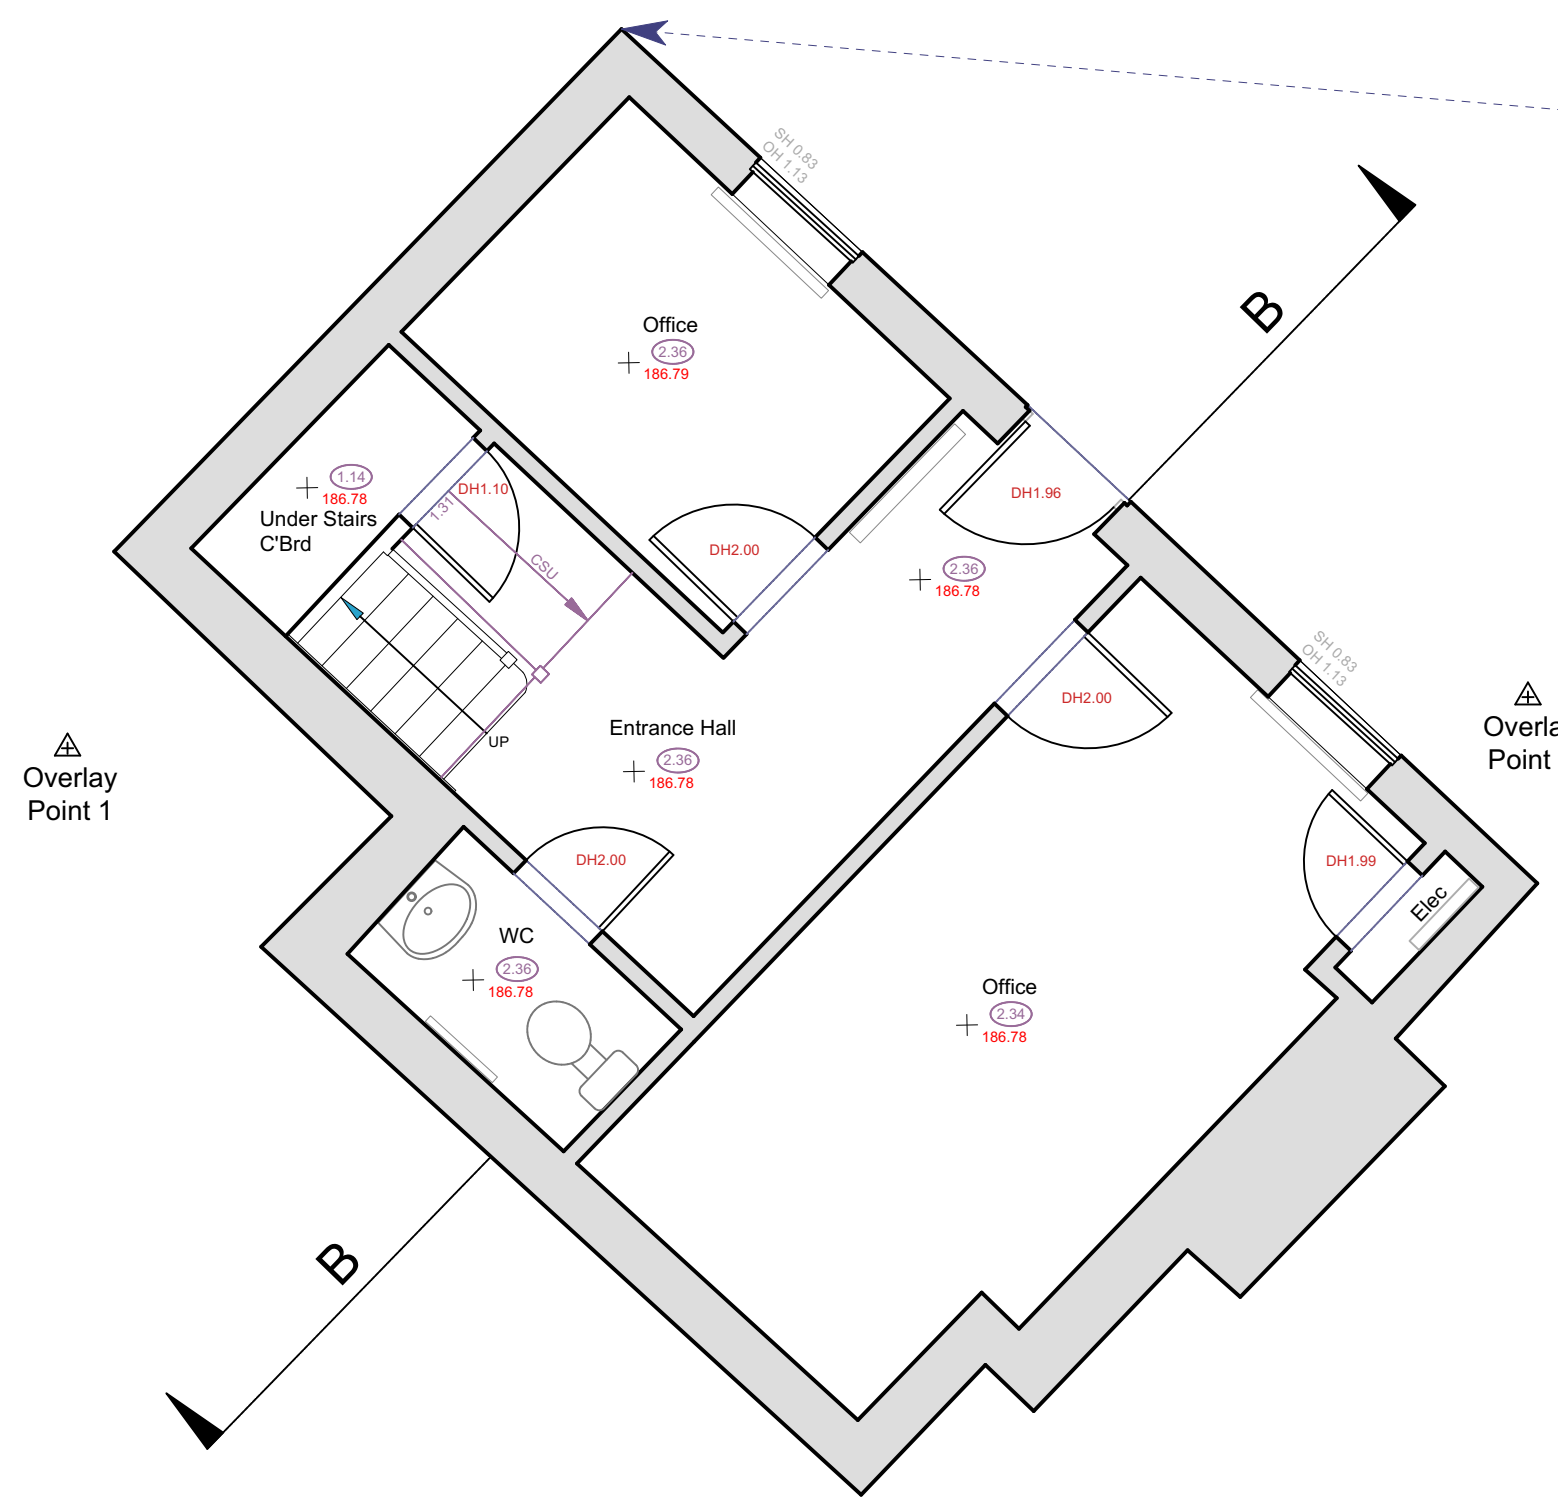 SH 0.83
OH 1.13
B
Office
2.36
186.79
1.14
186.78
Under Stairs
C'Brd
DH1.10
1.31
CSU
DH1.96
DH2.00
2.36
186.78
SH 0.83
OH 1.13
DH2.00
Overlay
Point 1
UP
Entrance Hall
2.36
186.78
Overla
Point
DH2.00
DH1.99
Elec
WC
2.36
186.78
Office
2.34
186.78
B